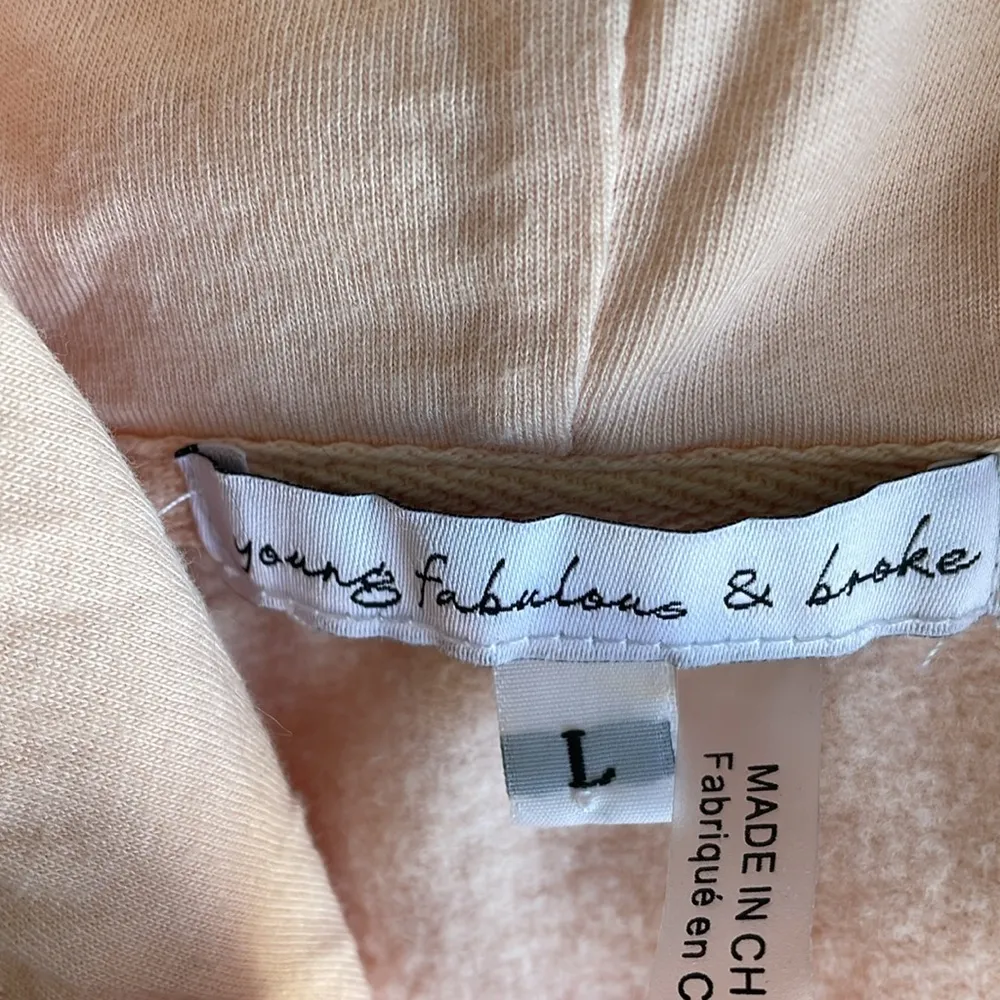 young fabulous & broke
L
MADE IN CH
Fabriqué en C